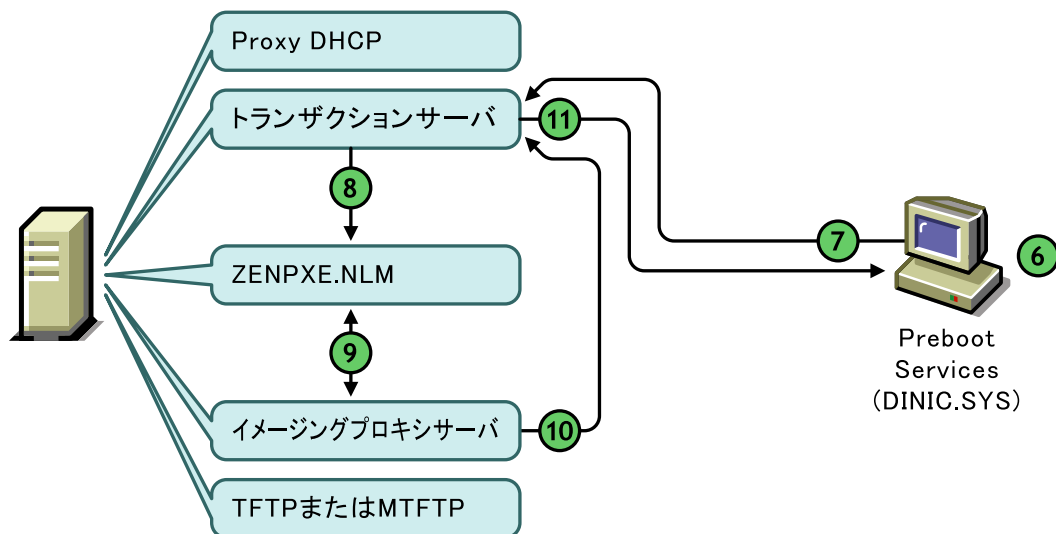 Proxy DHCP
トランザクションサーバ
11
8
7
6
ZENPXE.NLM
9
Preboot
Services
(DINIC.SYS)
イメージングプロキシサーバ
10
TFTPまたはMTFTP